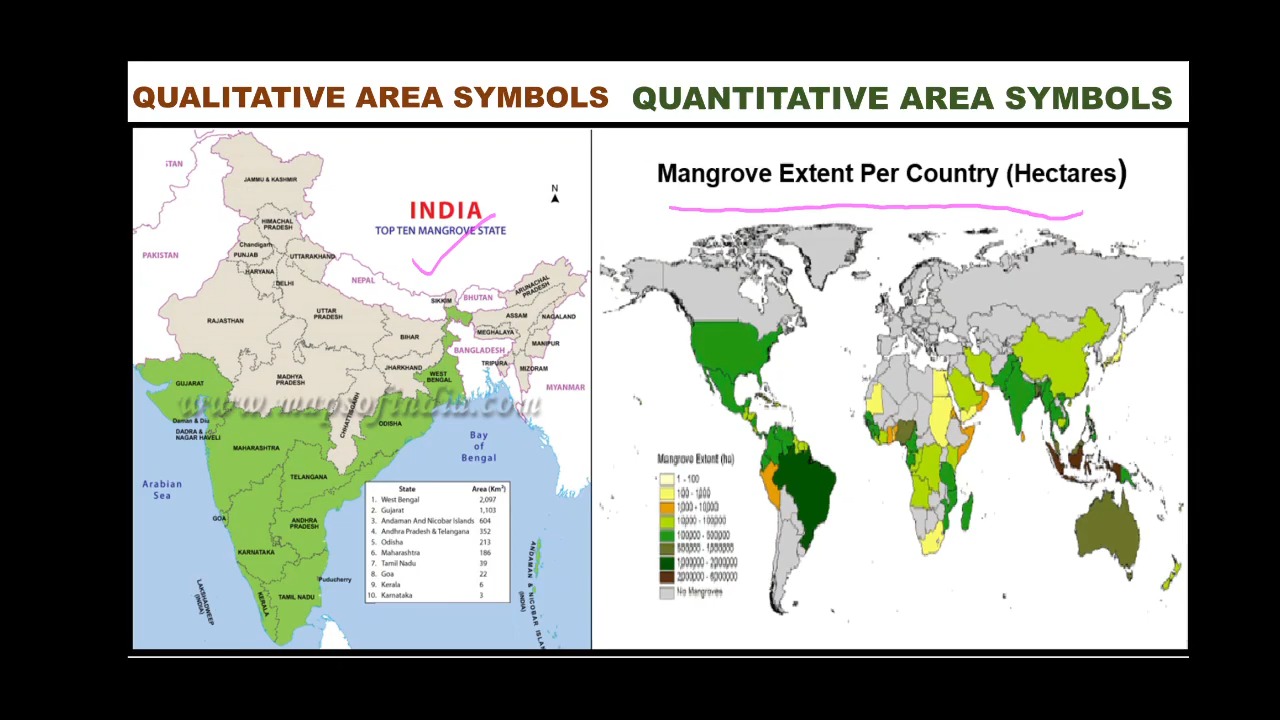 QUALITATIVE AREA SYMBOLS
QUANTITATIVE AREA SYMBOLS
INDIA
TOP TEN MANGROVE STATE
N
JAMMU & KASHMIR
HIMACHAL
PRADESH
Chandigarh
PUNJAB
UTTARAKHAND
HARYANA
DELHI
PAKISTAN
NEPAL
SIKKIM
BHUTAN
ARUNACHAL
PRADESH
RAJASTHAN
UTTAR
PRADESH
ASSAM
NAGALAND
BIHAR
MEGHALAYA
MANIPUR
BANGLADESH
TRIPURA
MIZORAM
JHARKHAND
WEST
BENGAL
MYANMAR
GUJARAT
MADHYA
PRADESH
CHHATTISGARH
Daman & Diu
DADRA &
NAGAR HAVELI
ODISHA
MAHARASHTRA
Bay
of
Bengal
Arabian
Sea
TELANGANA
GOA
ANDHRA
PRADESH
KARNATAKA
Puducherry
LAKSHADWEEP
(INDIA)
KERALA
TAMIL NADU
State Area (Km²)
1. West Bengal 2,097
2. Gujarat 1,103
3. Andaman And Nicobar Islands 604
4. Andhra Pradesh & Telangana 352
5. Odisha 213
6. Maharashtra 186
7. Tamil Nadu 39
8. Goa 22
9. Kerala 6
10. Karnataka 3
ANDAMAN & NICOBAR
(INDIA)
Mangrove Extent Per Country (Hectares)
Mangrove Extent (ha)
1 - 100
100 - 1000
1000 - 10000
10000 - 100000
100000 - 500000
500000 - 1000000
1000000 - 2000000
2000000 - 6000000
No Mangroves